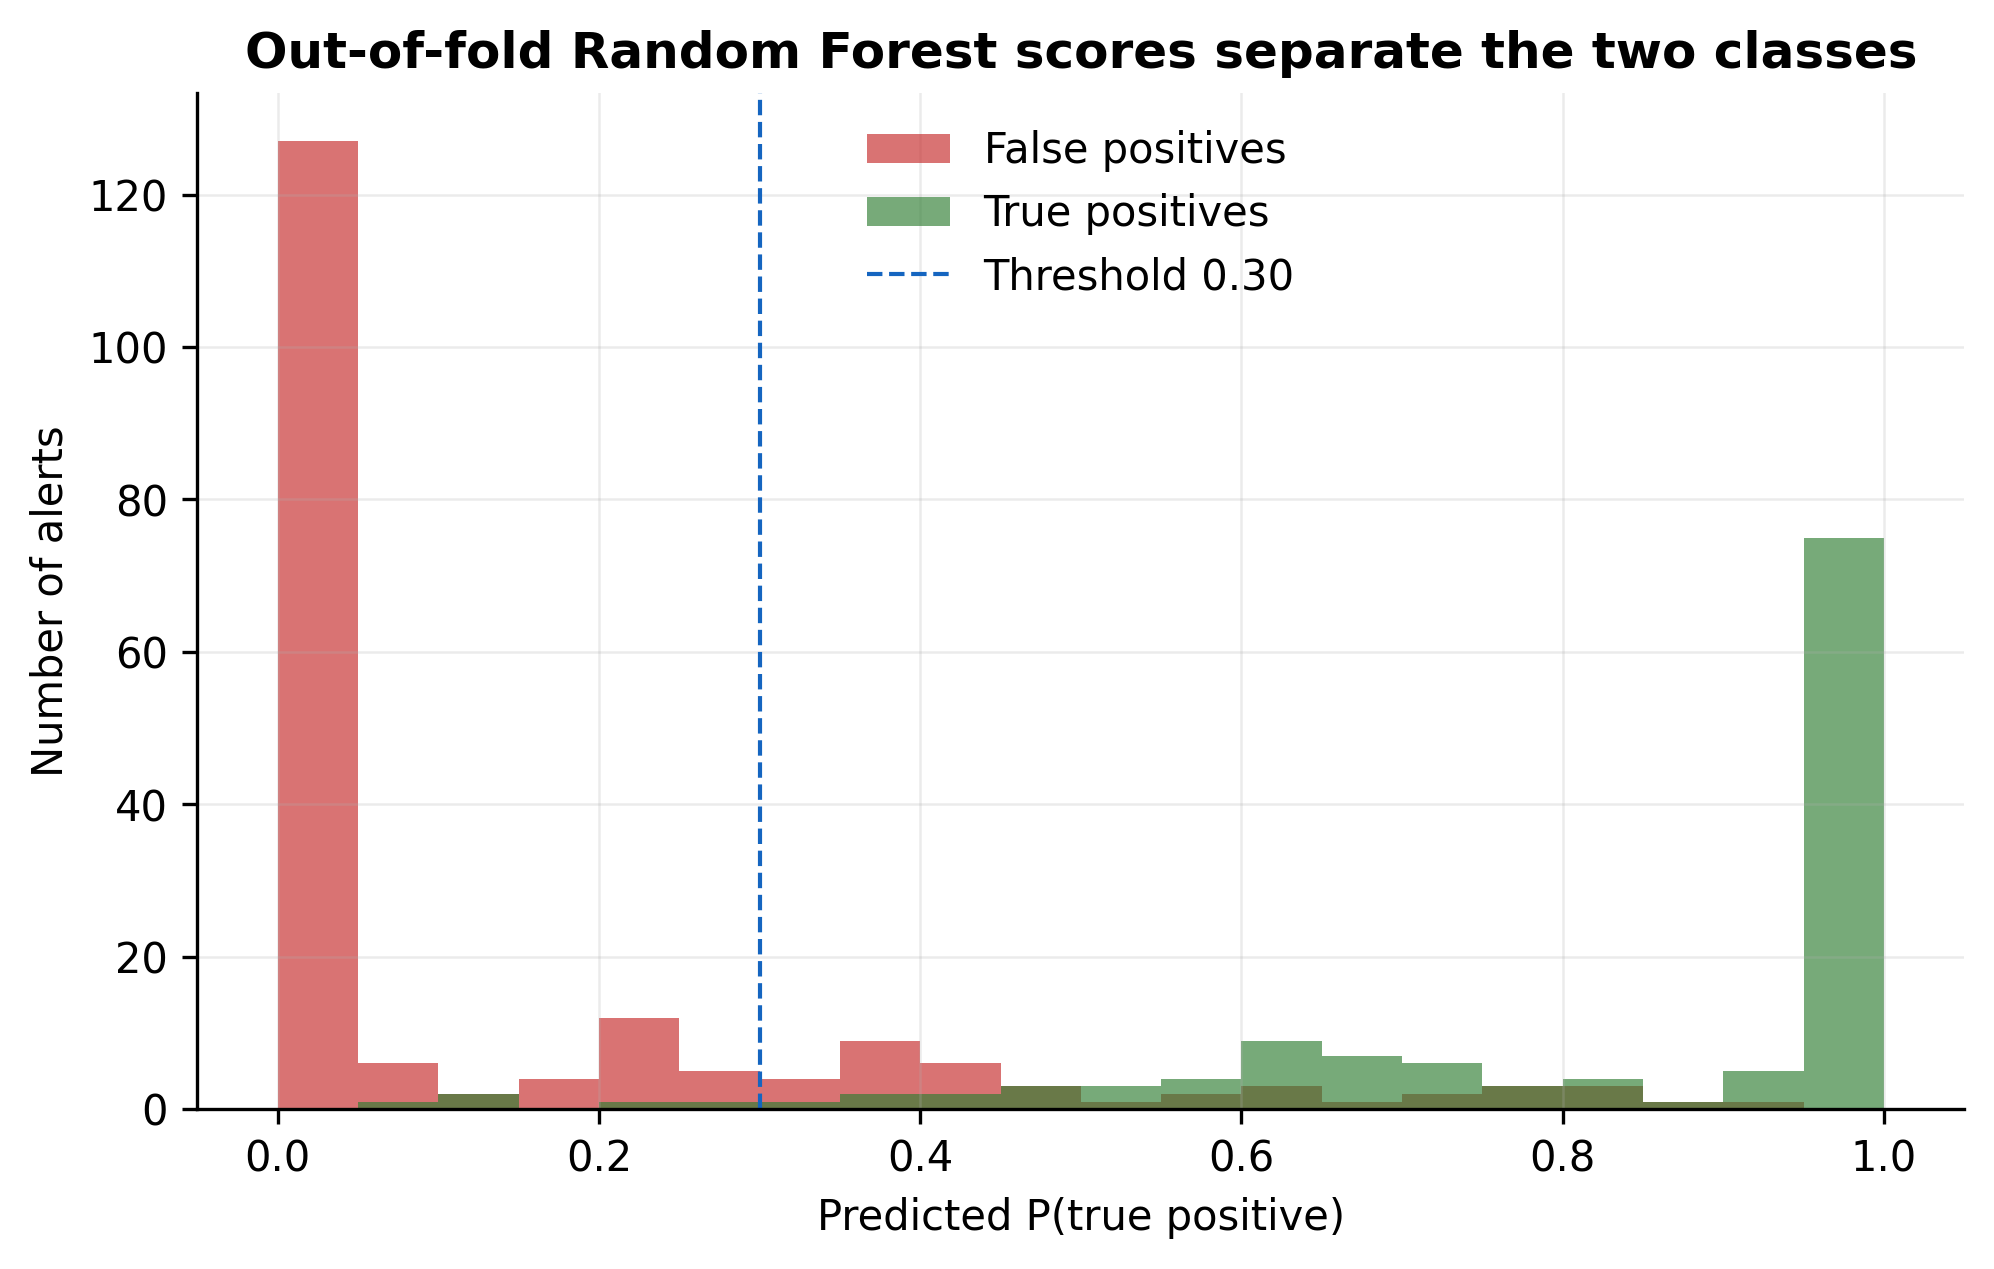 Out-of-fold Random Forest scores separate the two classes
False positives
True positives
Threshold 0.30
Number of alerts
120
100
80
60
40
20
0
0.0 0.2 0.4 0.6 0.8 1.0
Predicted P(true positive)